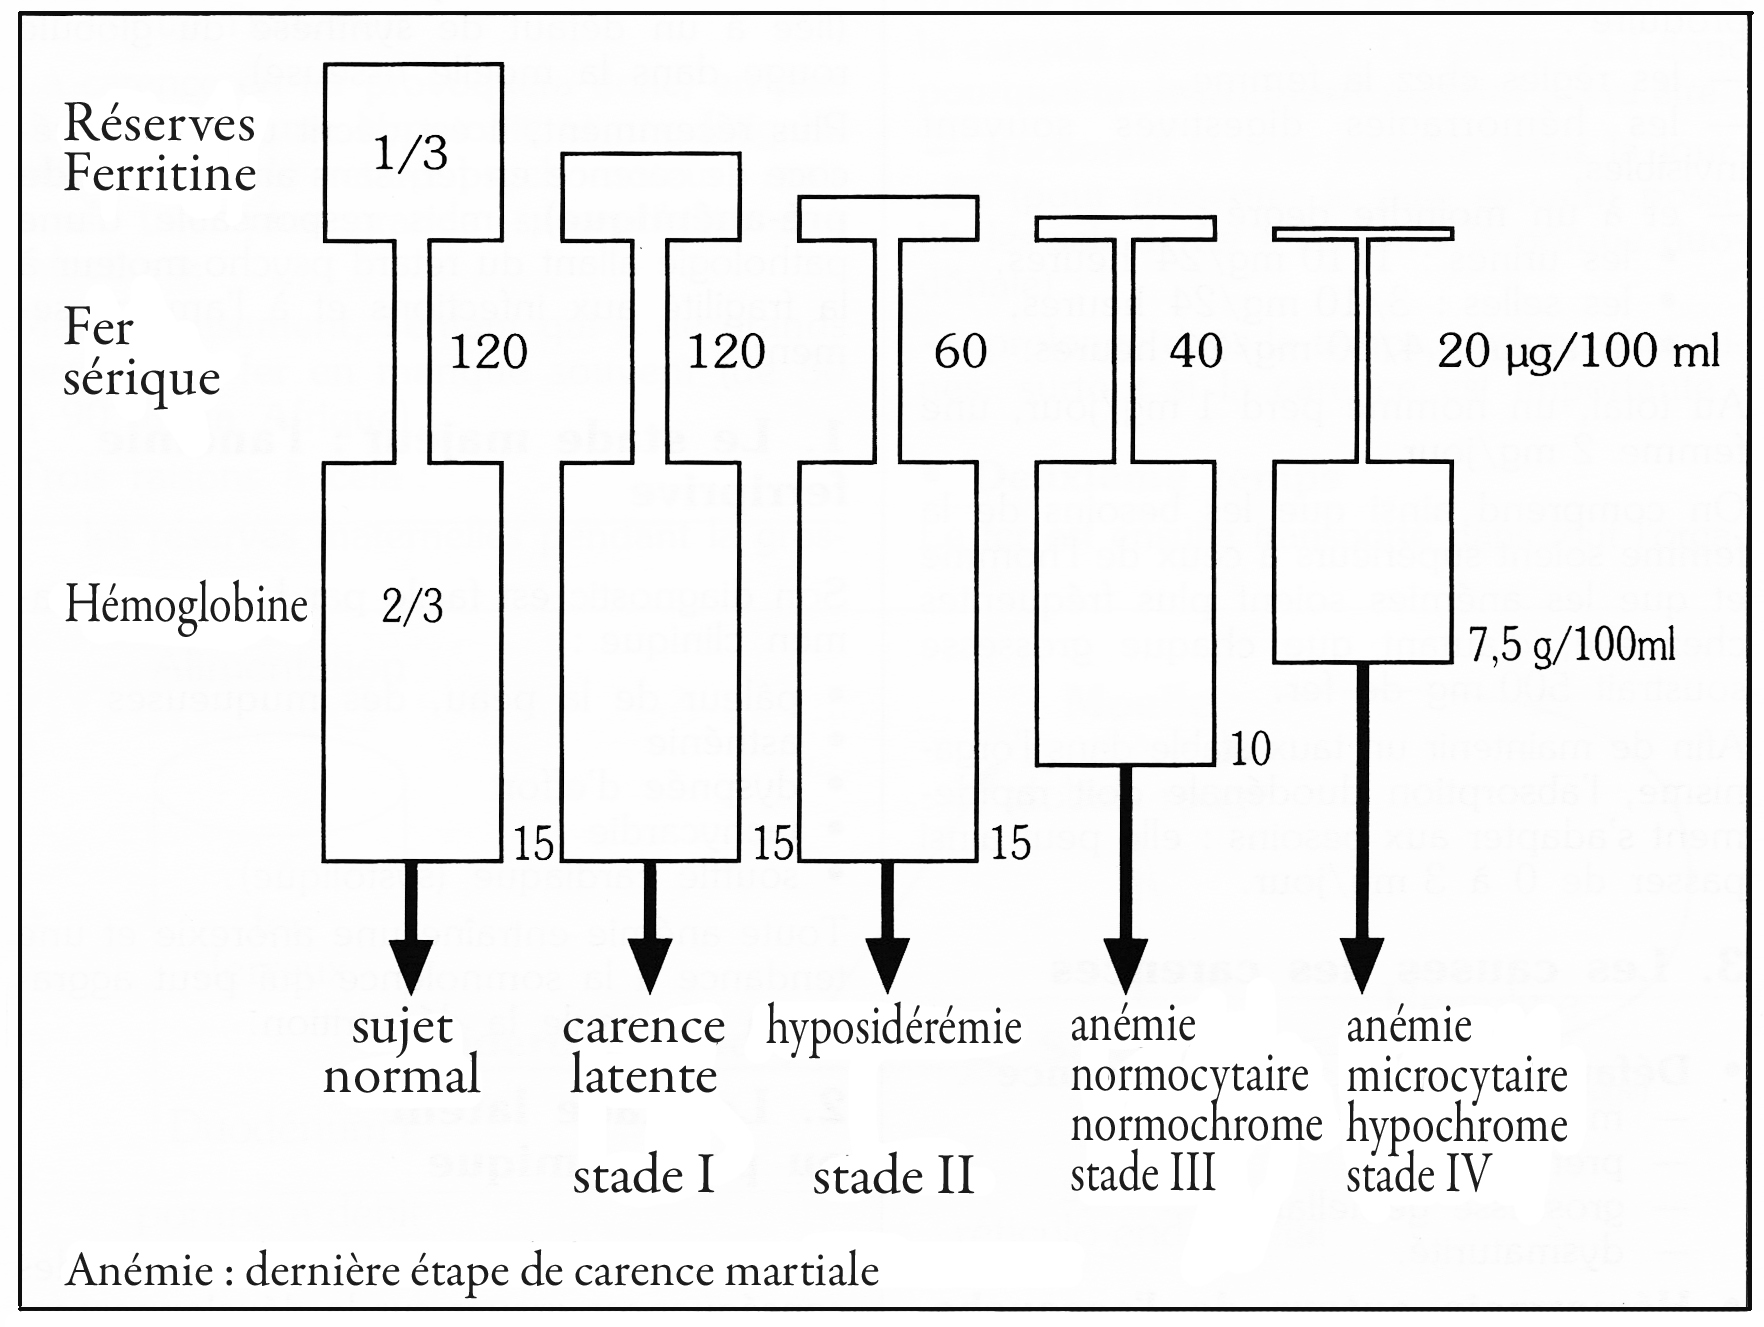 Réserves
Ferritine
1/3
Fer
sérique
120
120
60
40
20 µg/100 ml
Hémoglobine
2/3
15
15
15
10
7,5 g/100ml
sujet
normal
carence
latente
stade I
hyposidérémie
stade II
anémie
normocytaire
normochrome
stade III
anémie
microcytaire
hypochrome
stade IV
Anémie : dernière étape de carence martiale